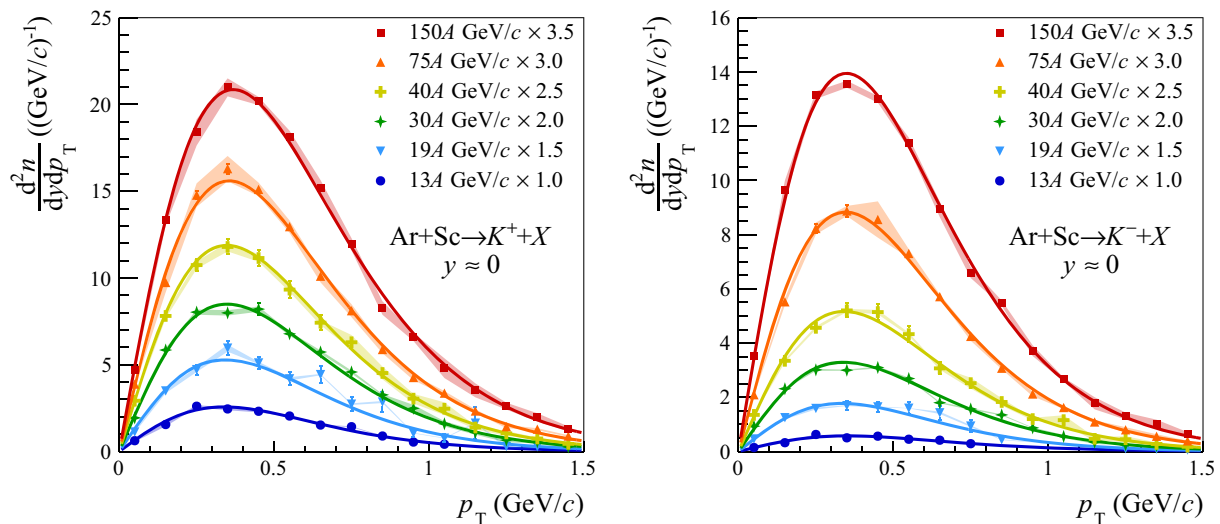 25
20
15
10
5
0
d²n
dydp_T
((GeV/c)⁻¹
150A GeV/c × 3.5
75A GeV/c × 3.0
40A GeV/c × 2.5
30A GeV/c × 2.0
19A GeV/c × 1.5
13A GeV/c × 1.0
Ar+Sc→K⁺+X
y ≈ 0
0 0.5 1 1.5
p_T (GeV/c)
16
14
12
10
8
6
4
2
0
d²n
dydp_T
((GeV/c)⁻¹
150A GeV/c × 3.5
75A GeV/c × 3.0
40A GeV/c × 2.5
30A GeV/c × 2.0
19A GeV/c × 1.5
13A GeV/c × 1.0
Ar+Sc→K⁻+X
y ≈ 0
0 0.5 1 1.5
p_T (GeV/c)